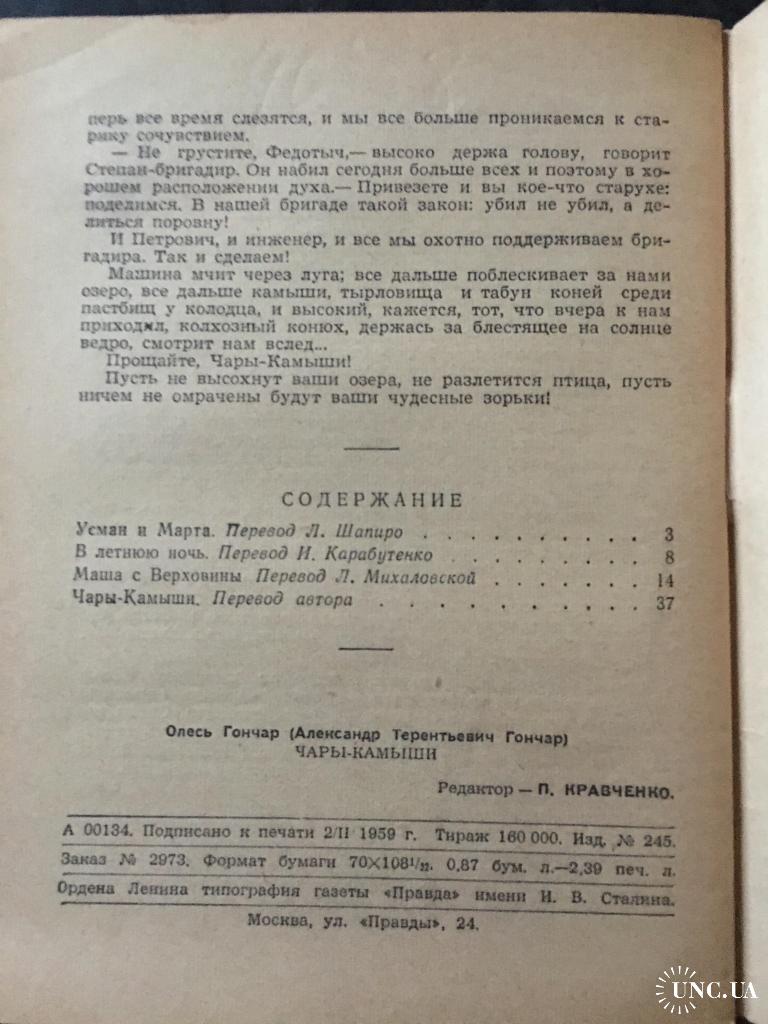 перь все время слезятся, и мы все больше проникаемся к ста-
рику сочувствием.
— Не грустите, Федотыч,— высоко держа голову, говорит
Степан-бригадир. Он набил сегодня больше всех и поэтому в хо-
рошем расположении духа.— Привезете и вы кое-что старухе:
поделимся. В нашей бригаде такой закон: убил не убил, а де-
литься поровну!
И Петрович, и инженер, и все мы охотно поддерживаем бри-
гадира. Так и сделаем!
Машина мчит через луга; все дальше поблескивает за нами
озеро, все дальше камыши, тырловища и табун коней среди
пастбищ у колодца, и высокий, кажется, тот, что вчера к нам
приходил, колхозный конюх, держась за блестящее на солнце
ведро, смотрит нам вслед...
Прощайте, Чары-Камыши!
Пусть не высохнут ваши озера, не разлетится птица, пусть
ничем не омрачены будут ваши чудесные зорьки!
СОДЕРЖАНИЕ
Усман и Марта. Перевод Л. Шапиро . . . . . . . . . . 3
В летнюю ночь. Перевод И. Карабутенко . . . . . . . . . 8
Маша с Верховины Перевод Л. Михаловской . . . . . . . 14
Чары-Камыши. Перевод автора . . . . . . . . . . . 37
Олесь Гончар (Александр Терентьевич Гончар)
ЧАРЫ-КАМЫШИ
Редактор — П. КРАВЧЕНКО.
А 00134. Подписано к печати 2/II 1959 г. Тираж 160 000. Изд. № 245.
Заказ № 2973. Формат бумаги 70×108¹/₃₂. 0,87 бум. л.—2,39 печ. л.
Ордена Ленина типография газеты «Правда» имени И. В. Сталина.
Москва, ул. «Правды», 24.
UNC.UA